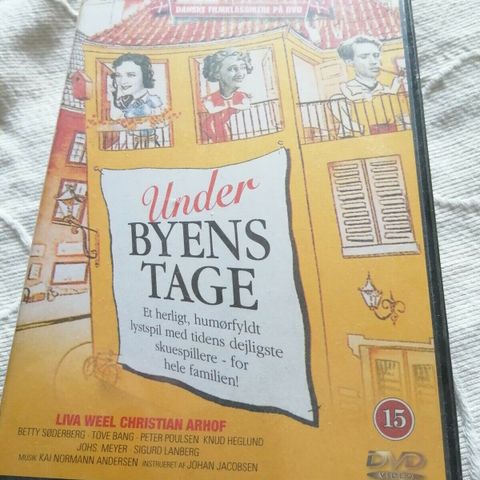 DANSKE FILMKLASSIKERE PÅ DVD
Under
BYENS
TAGE
Et herligt, humørfyldt
lystspil med tidens dejligste
skuespillere - for
hele familien!
LIVA WEEL CHRISTIAN ARHOF
BETTY SØDERBERG · TOVE BANG · PETER POULSEN KNUD HEGLUND
JOHS. MEYER · SIGURD LANBERG
MUSIK KAI NORMANN ANDERSEN · INSTRUERET AF JOHAN JACOBSEN
15
DVD
VIDEO